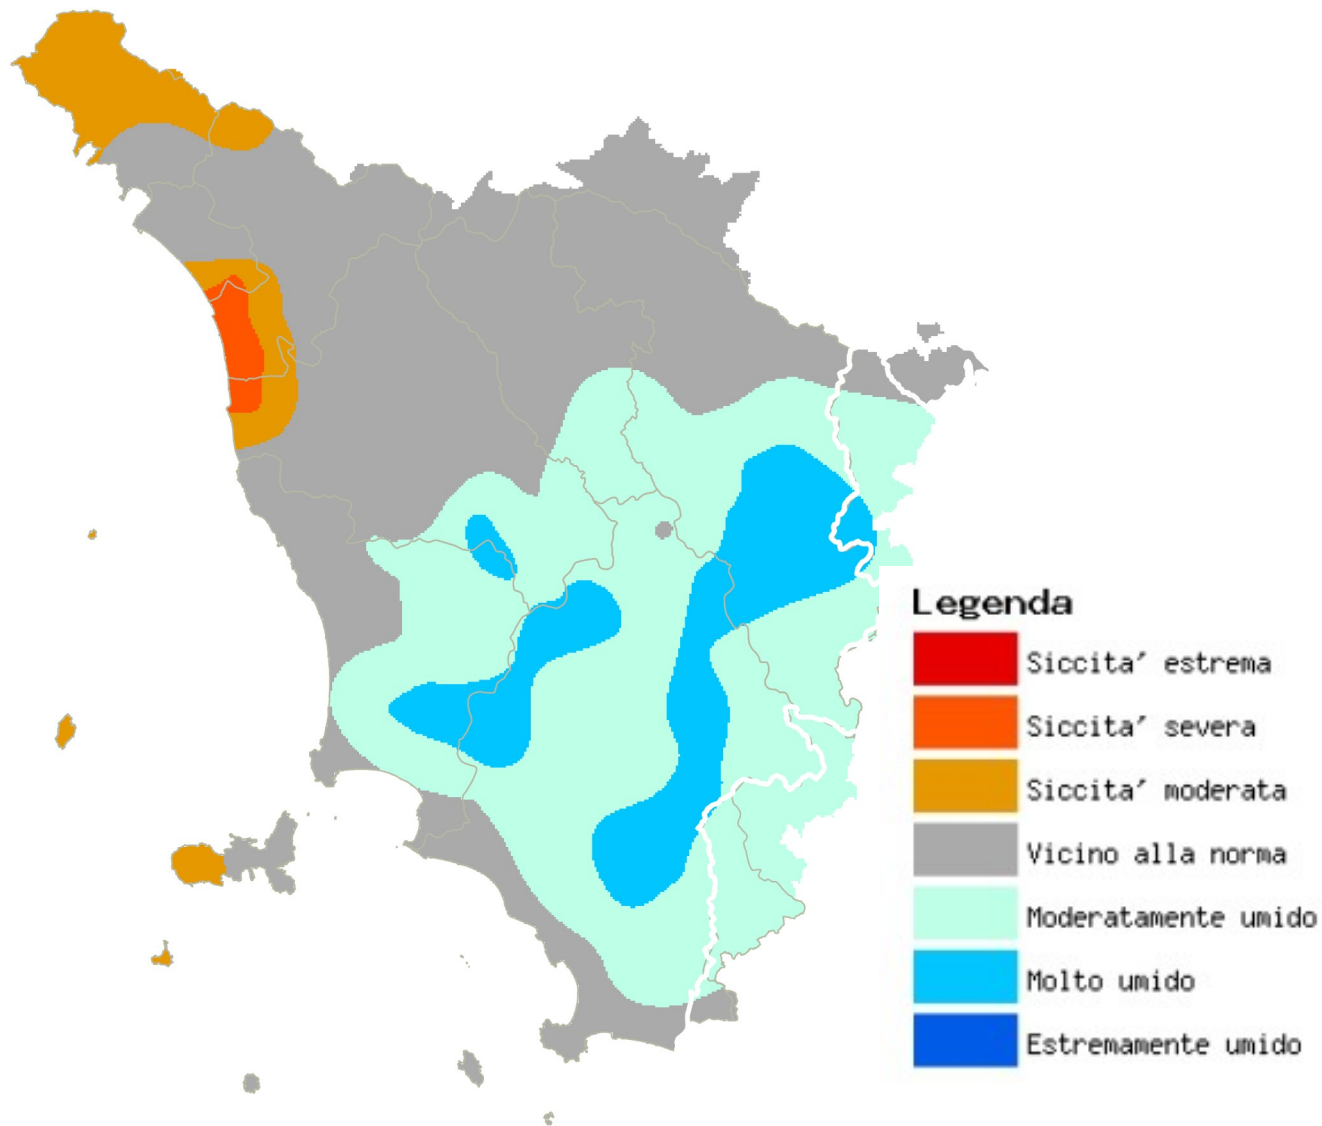 Legenda
Siccita' estrema
Siccita' severa
Siccita' moderata
Vicino alla norma
Moderatamente umido
Molto umido
Estremamente umido